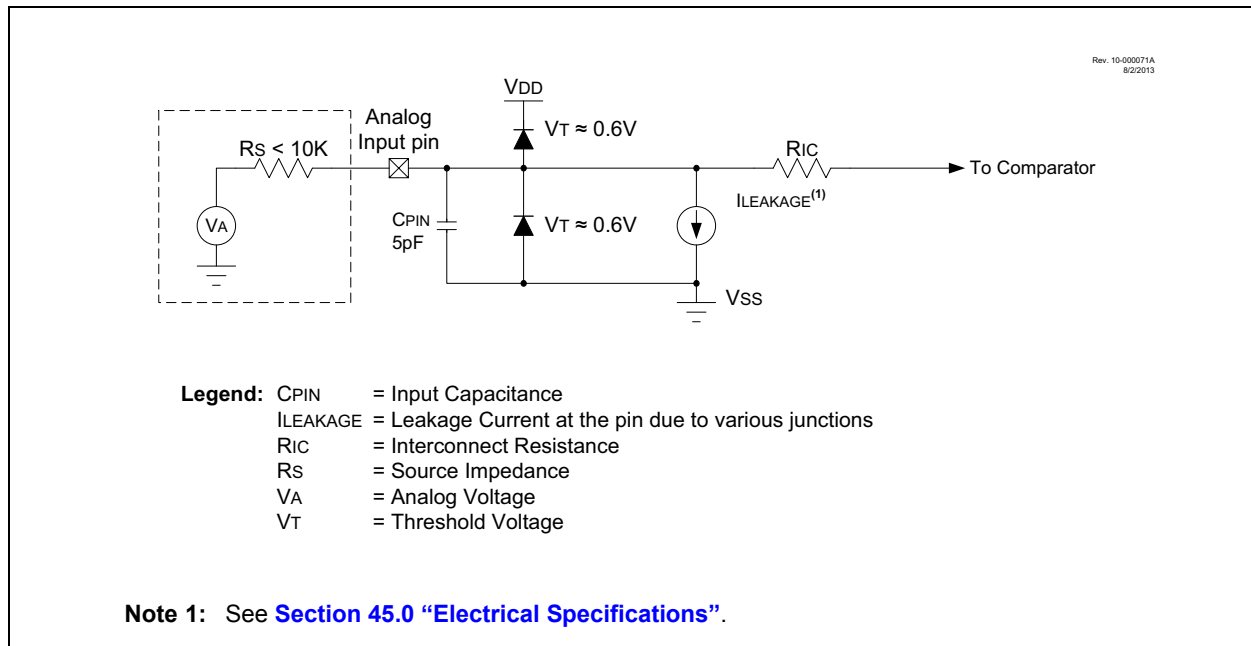 Rev. 10-000071A
8/2/2013
VDD
Analog
Input pin
VT ≈ 0.6V
RS < 10K
RIC
To Comparator
ILEAKAGE(1)
VA
CPIN
5pF
VT ≈ 0.6V
VSS
Legend: CPIN = Input Capacitance
ILEAKAGE = Leakage Current at the pin due to various junctions
RIC = Interconnect Resistance
RS = Source Impedance
VA = Analog Voltage
VT = Threshold Voltage
Note 1: See Section 45.0 “Electrical Specifications”.